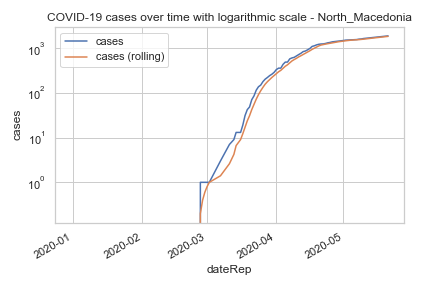 COVID-19 cases over time with logarithmic scale - North_Macedonia
cases
cases (rolling)
10³
10²
10¹
10⁰
cases
2020-01
2020-02
2020-03
2020-04
2020-05
dateRep